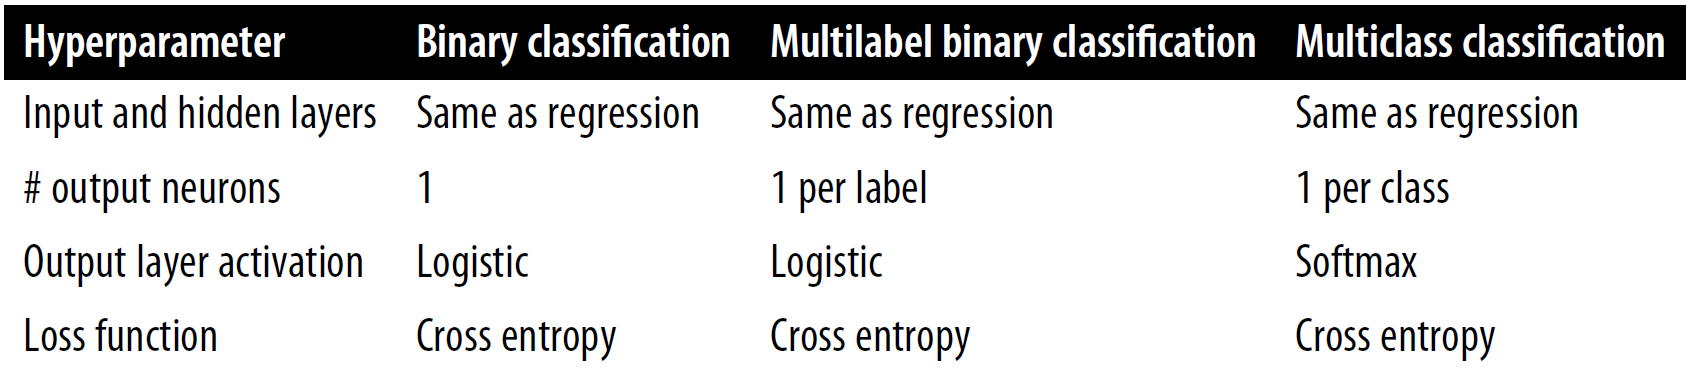 Hyperparameter Binary classification Multilabel binary classification Multiclass classification
Input and hidden layers Same as regression Same as regression Same as regression
# output neurons 1 1 per label 1 per class
Output layer activation Logistic Logistic Softmax
Loss function Cross entropy Cross entropy Cross entropy